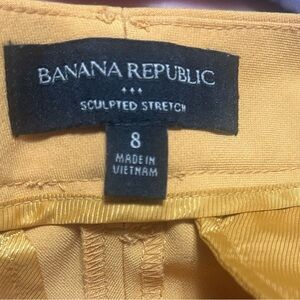 BANANA REPUBLIC
SCULPTED STRETCH
8
MADE IN
VIETNAM